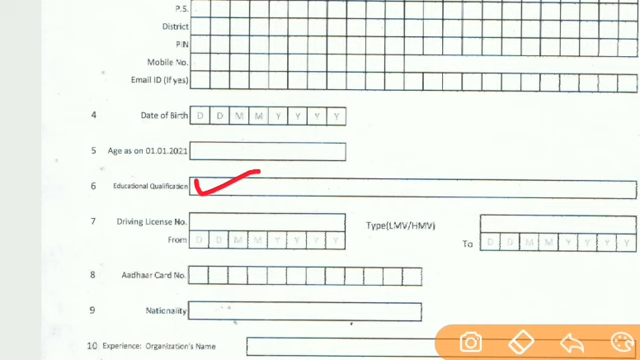 P.S.
District
PIN
Mobile No.
Email ID (If yes)
4 Date of Birth D D M M Y Y Y Y
5 Age as on 01.01.2021
6 Educational Qualification
7 Driving License No. Type(LMV/HMV)
From D D M M Y Y Y Y To D D M M Y Y Y Y
8 Aadhaar Card No.
9 Nationality
10 Experience: Organization's Name